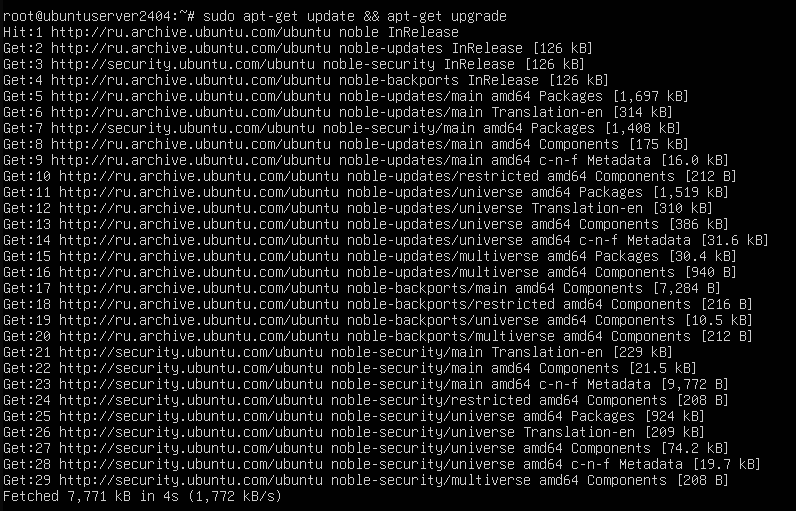 root@ubuntuserver2404:~# sudo apt-get update && apt-get upgrade
Hit:1 http://ru.archive.ubuntu.com/ubuntu noble InRelease
Get:2 http://ru.archive.ubuntu.com/ubuntu noble-updates InRelease [126 kB]
Get:3 http://security.ubuntu.com/ubuntu noble-security InRelease [126 kB]
Get:4 http://ru.archive.ubuntu.com/ubuntu noble-backports InRelease [126 kB]
Get:5 http://ru.archive.ubuntu.com/ubuntu noble-updates/main amd64 Packages [1,697 kB]
Get:6 http://ru.archive.ubuntu.com/ubuntu noble-updates/main Translation-en [314 kB]
Get:7 http://security.ubuntu.com/ubuntu noble-security/main amd64 Packages [1,408 kB]
Get:8 http://ru.archive.ubuntu.com/ubuntu noble-updates/main amd64 Components [175 kB]
Get:9 http://ru.archive.ubuntu.com/ubuntu noble-updates/main amd64 c-n-f Metadata [16.0 kB]
Get:10 http://ru.archive.ubuntu.com/ubuntu noble-updates/restricted amd64 Components [212 B]
Get:11 http://ru.archive.ubuntu.com/ubuntu noble-updates/universe amd64 Packages [1,519 kB]
Get:12 http://ru.archive.ubuntu.com/ubuntu noble-updates/universe Translation-en [310 kB]
Get:13 http://ru.archive.ubuntu.com/ubuntu noble-updates/universe amd64 Components [386 kB]
Get:14 http://ru.archive.ubuntu.com/ubuntu noble-updates/universe amd64 c-n-f Metadata [31.6 kB]
Get:15 http://ru.archive.ubuntu.com/ubuntu noble-updates/multiverse amd64 Packages [30.4 kB]
Get:16 http://ru.archive.ubuntu.com/ubuntu noble-updates/multiverse amd64 Components [940 B]
Get:17 http://ru.archive.ubuntu.com/ubuntu noble-backports/main amd64 Components [7,284 B]
Get:18 http://ru.archive.ubuntu.com/ubuntu noble-backports/restricted amd64 Components [216 B]
Get:19 http://ru.archive.ubuntu.com/ubuntu noble-backports/universe amd64 Components [10.5 kB]
Get:20 http://ru.archive.ubuntu.com/ubuntu noble-backports/multiverse amd64 Components [212 B]
Get:21 http://security.ubuntu.com/ubuntu noble-security/main Translation-en [229 kB]
Get:22 http://security.ubuntu.com/ubuntu noble-security/main amd64 Components [21.5 kB]
Get:23 http://security.ubuntu.com/ubuntu noble-security/main amd64 c-n-f Metadata [9,772 B]
Get:24 http://security.ubuntu.com/ubuntu noble-security/restricted amd64 Components [208 B]
Get:25 http://security.ubuntu.com/ubuntu noble-security/universe amd64 Packages [924 kB]
Get:26 http://security.ubuntu.com/ubuntu noble-security/universe Translation-en [209 kB]
Get:27 http://security.ubuntu.com/ubuntu noble-security/universe amd64 Components [74.2 kB]
Get:28 http://security.ubuntu.com/ubuntu noble-security/universe amd64 c-n-f Metadata [19.7 kB]
Get:29 http://security.ubuntu.com/ubuntu noble-security/multiverse amd64 Components [208 B]
Fetched 7,771 kB in 4s (1,772 kB/s)